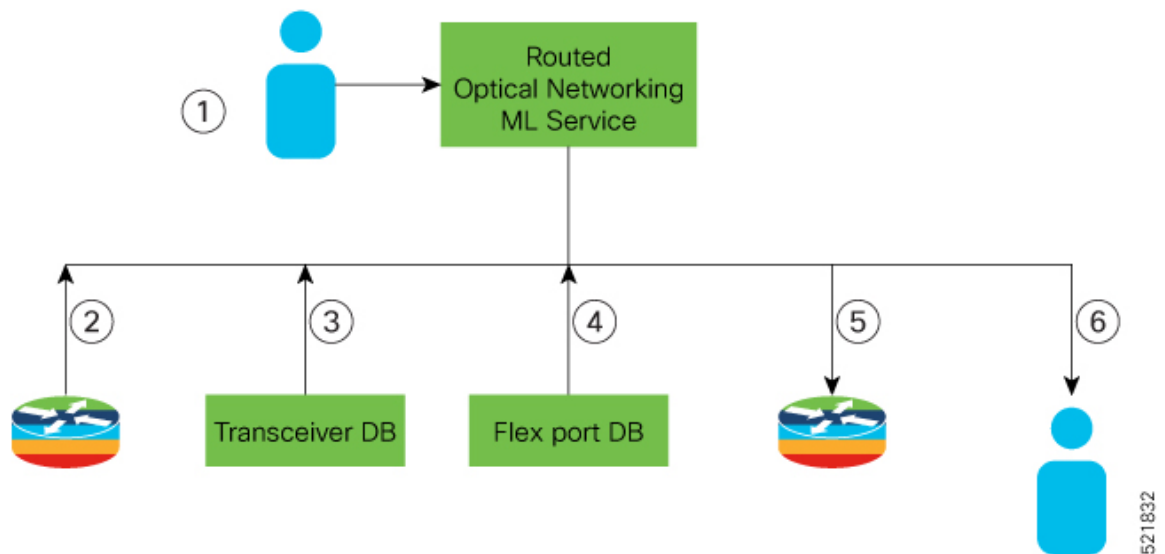 Routed
Optical Networking
ML Service
1
2
3
4
5
6
Transceiver DB
Flex port DB
521832